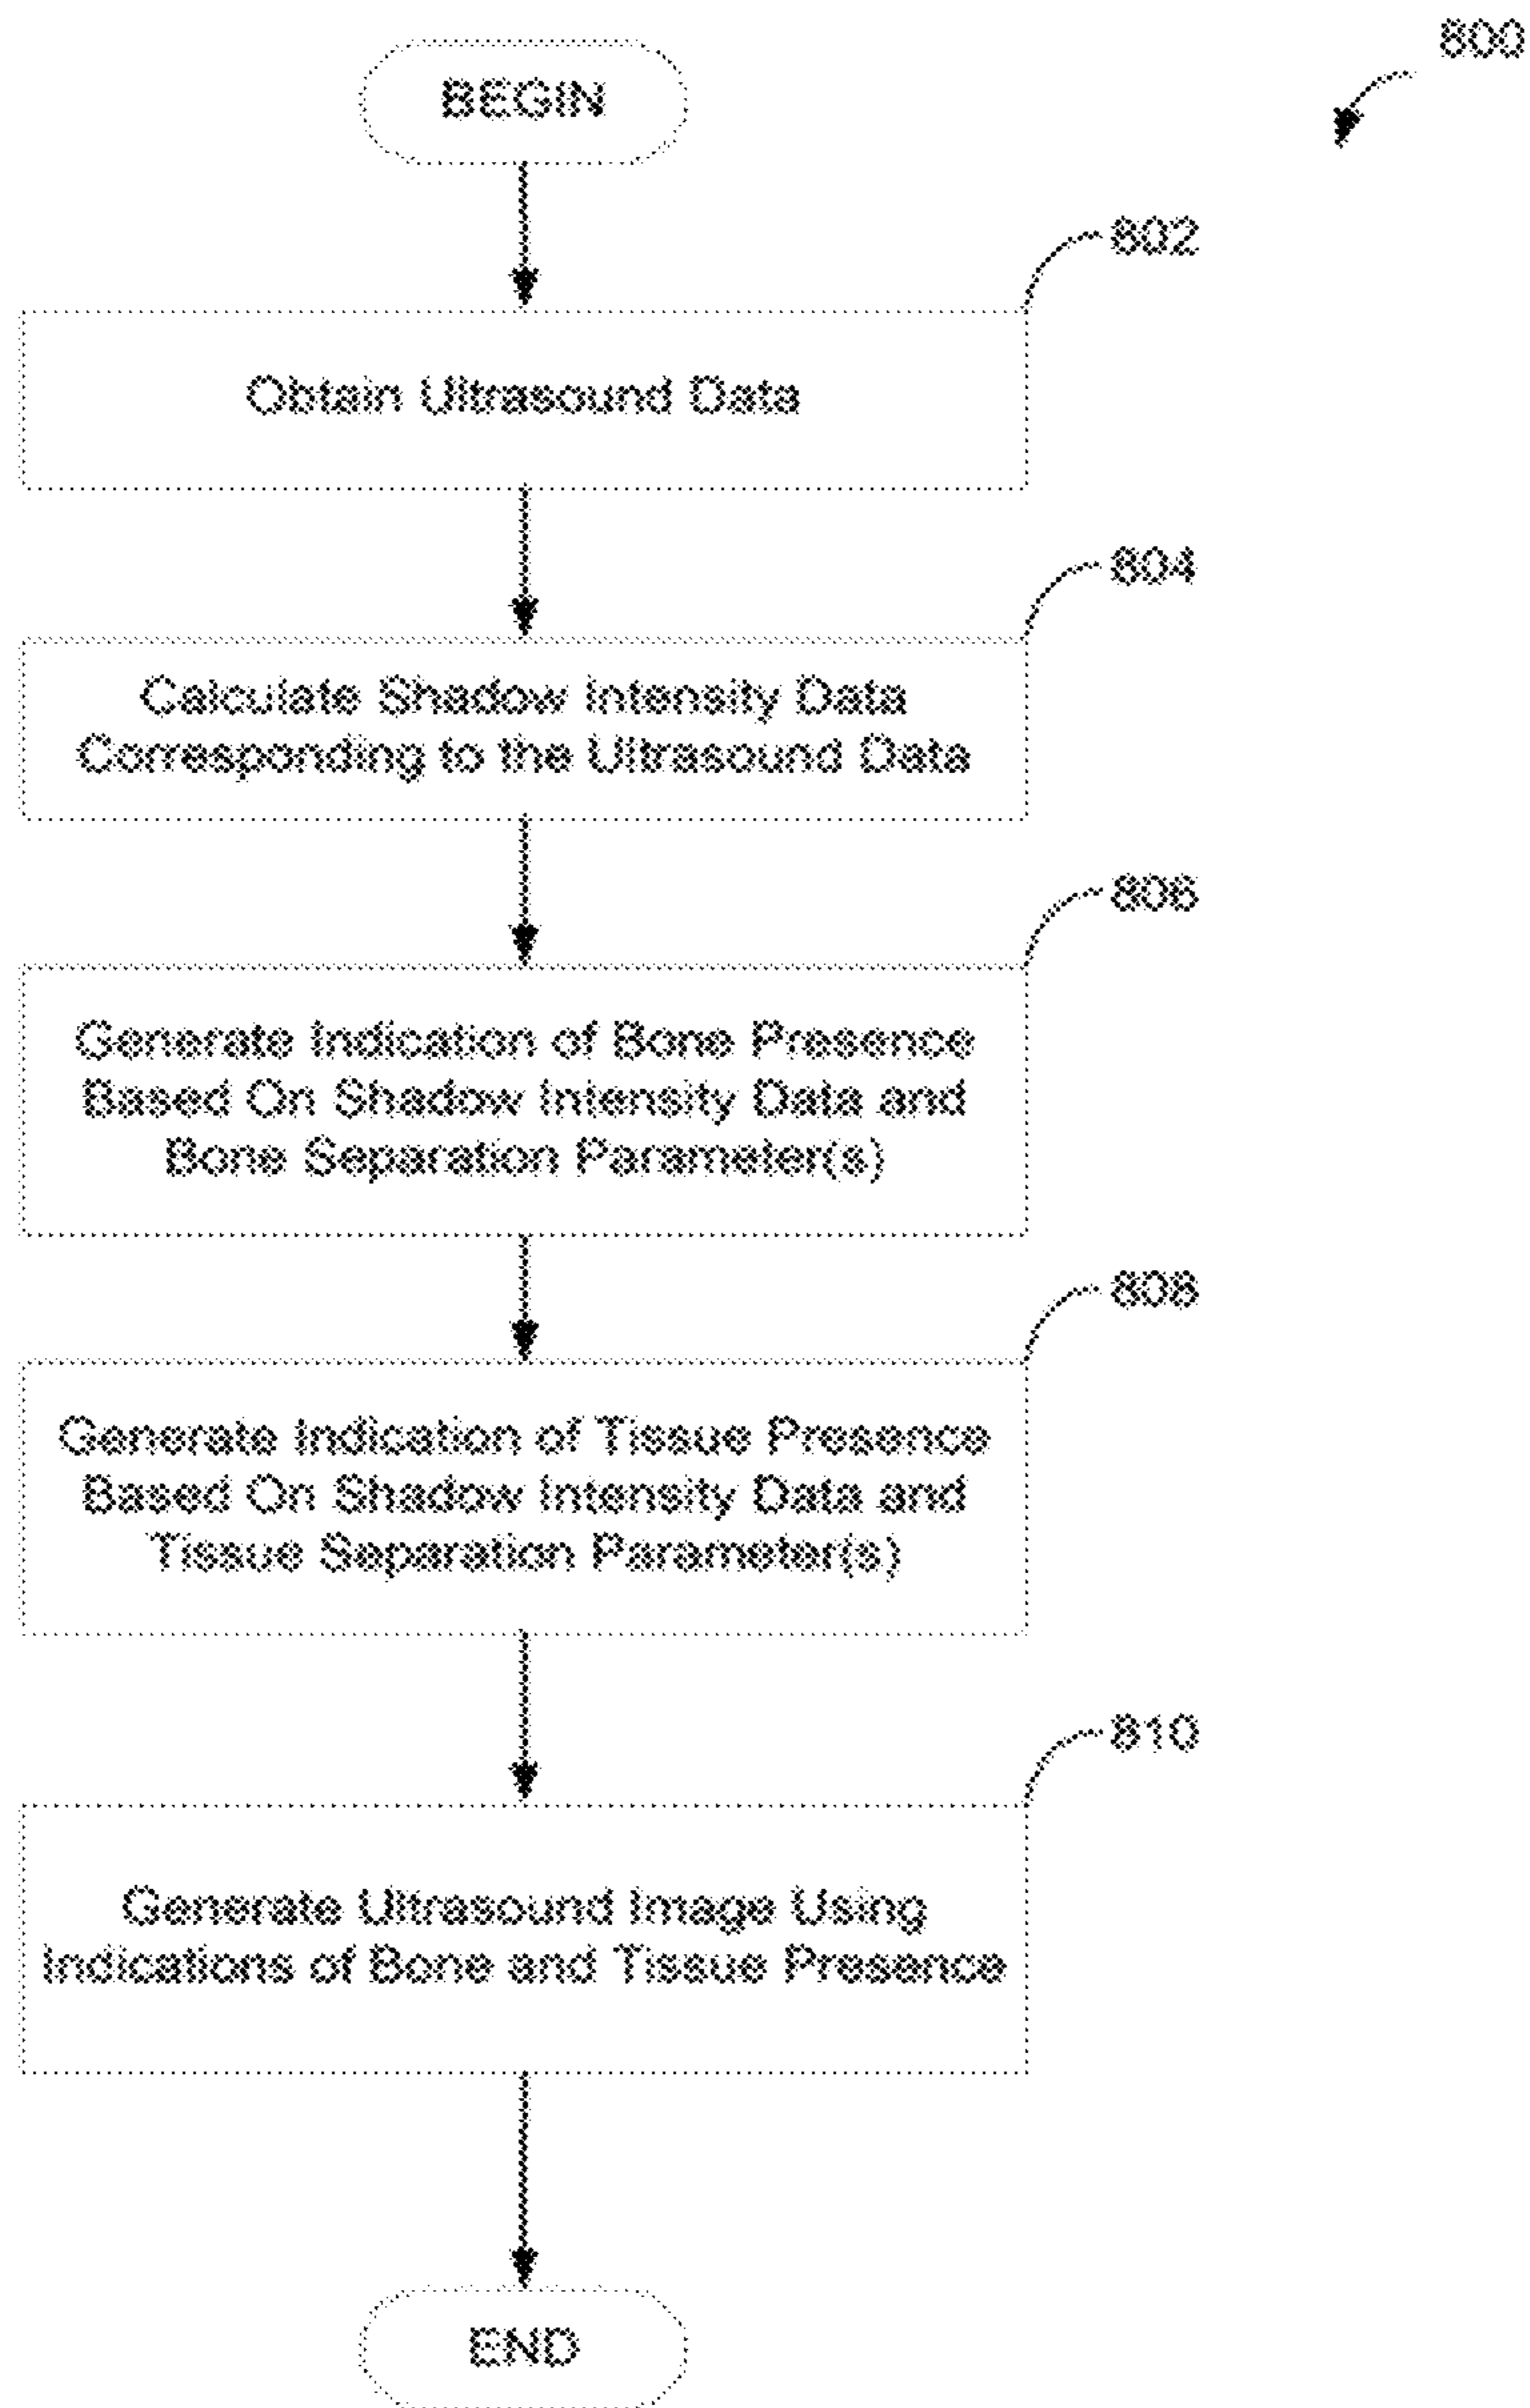 800
BEGIN
802
Obtain Ultrasound Data
804
Calculate Shadow Intensity Data
Corresponding to the Ultrasound Data
806
Generate Indication of Bone Presence
Based On Shadow Intensity Data and
Bone Separation Parameter(s)
808
Generate Indication of Tissue Presence
Based On Shadow Intensity Data and
Tissue Separation Parameter(s)
810
Generate Ultrasound Image Using
Indications of Bone and Tissue Presence
END